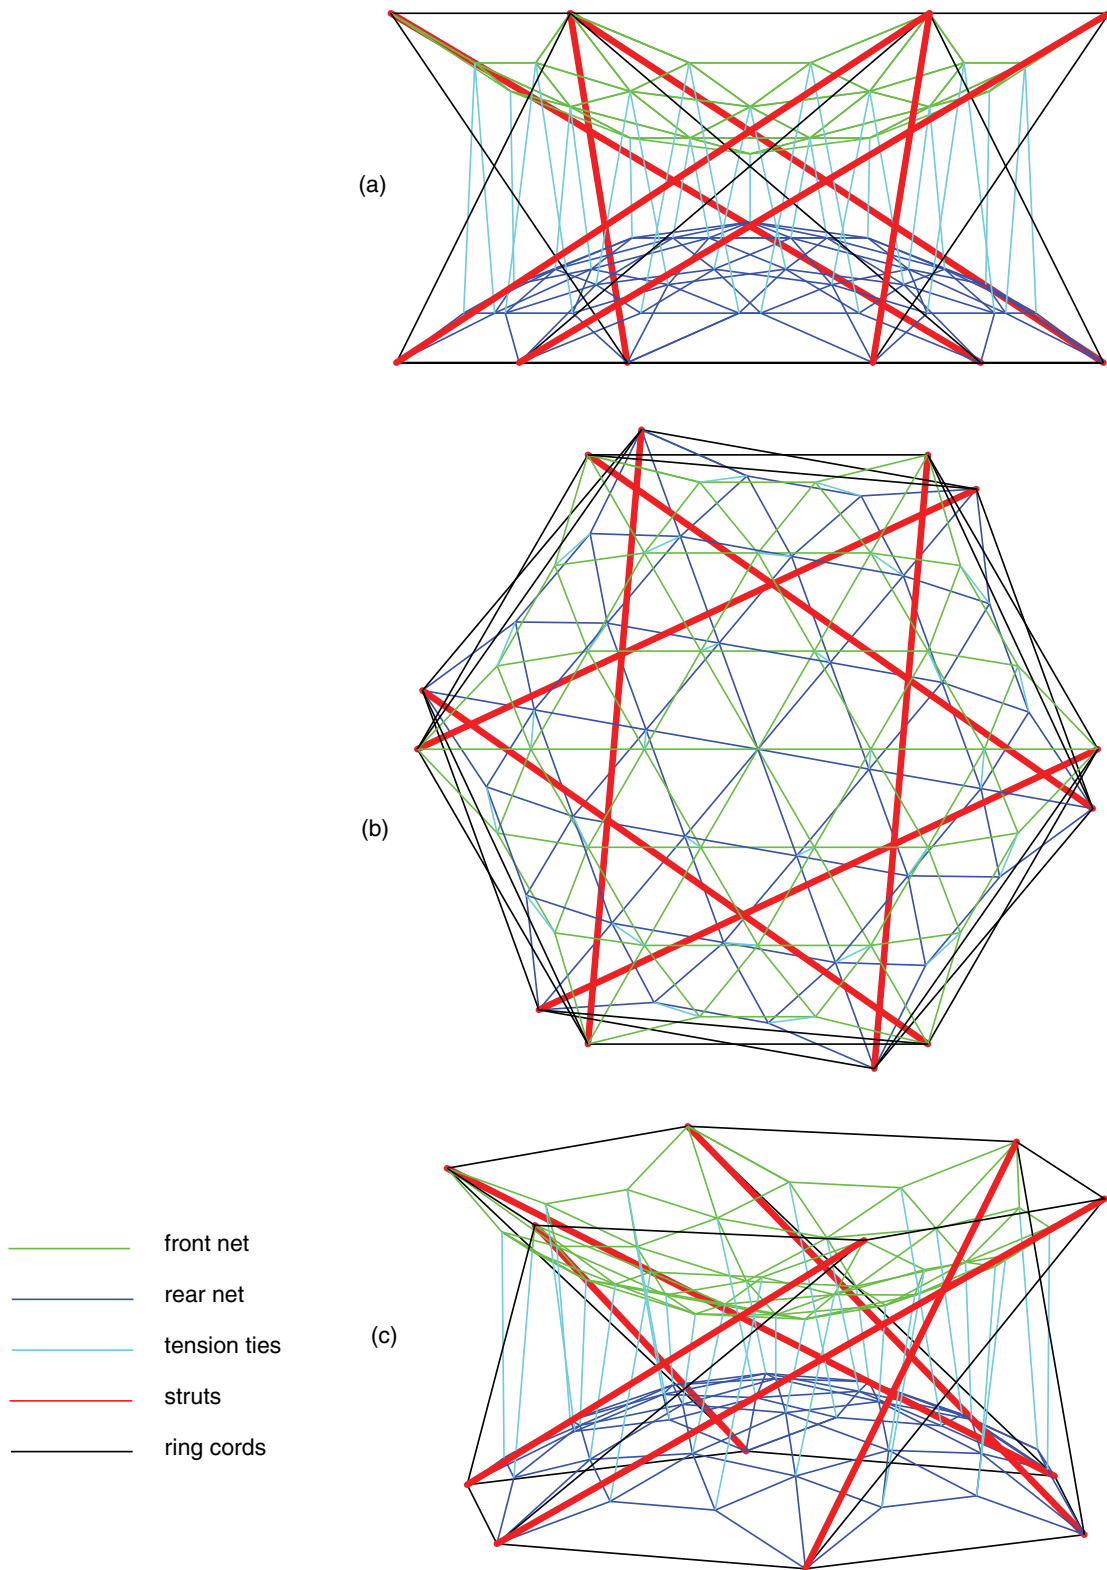 (a)
(b)
(c)
front net
rear net
tension ties
struts
ring cords